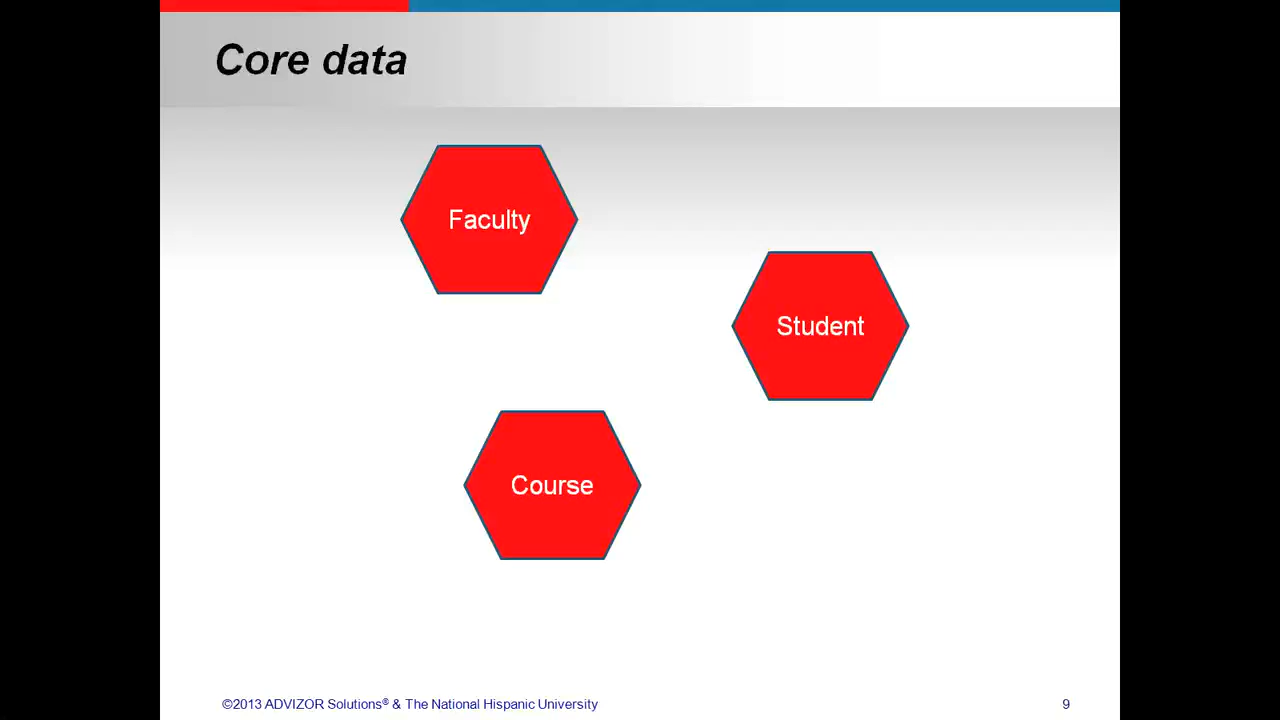 Core data
Faculty
Student
Course
©2013 ADVIZOR Solutions® & The National Hispanic University
9